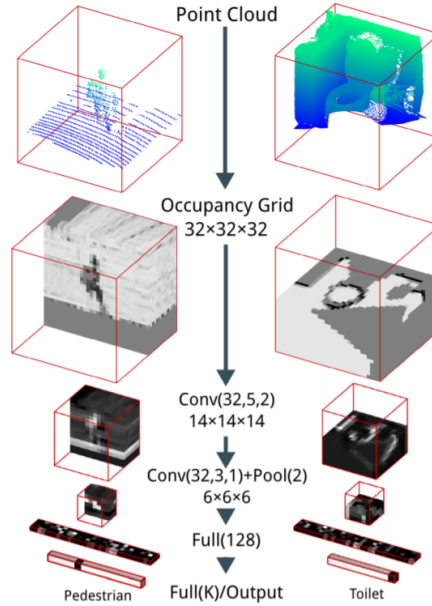 Point Cloud
Occupancy Grid
32×32×32
Conv(32,5,2)
14×14×14
Conv(32,3,1)+Pool(2)
6×6×6
Full(128)
Pedestrian
Full(K)/Output
Toilet